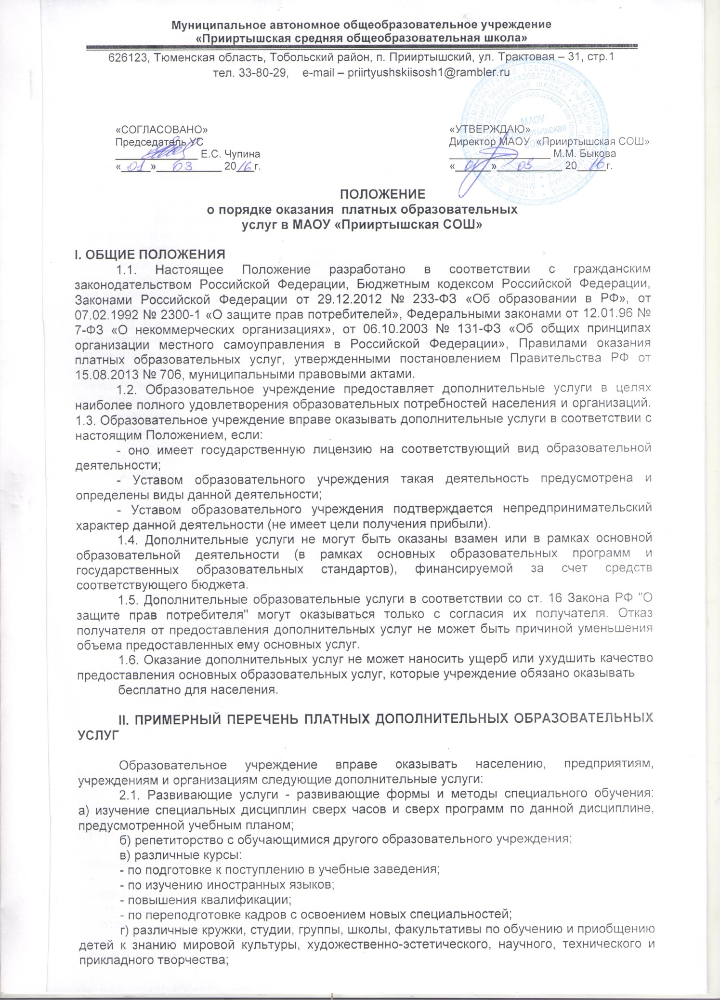 Муниципальное автономное общеобразовательное учреждение
«Прииртышская средняя общеобразовательная школа»
626123, Тюменская область, Тобольский район, п. Прииртышский, ул. Трактовая – 31, стр.1
тел. 33-80-29, e-mail – priirtyushskiisosh1@rambler.ru
«СОГЛАСОВАНО»
Председатель УС
______________ Е.С. Чупина
«01» 03 2016г.
«УТВЕРЖДАЮ»
Директор МАОУ «Прииртышская СОШ»
_________________ М.М. Быкова
«01» 03 2016г.
МАОУ
«Прииртышская
СОШ»
ПОЛОЖЕНИЕ
о порядке оказания платных образовательных
услуг в МАОУ «Прииртышская СОШ»
I. ОБЩИЕ ПОЛОЖЕНИЯ
1.1. Настоящее Положение разработано в соответствии с гражданским
законодательством Российской Федерации, Бюджетным кодексом Российской Федерации,
Законами Российской Федерации от 29.12.2012 № 233-ФЗ «Об образовании в РФ», от
07.02.1992 № 2300-1 «О защите прав потребителей», Федеральными законами от 12.01.96 №
7-ФЗ «О некоммерческих организациях», от 06.10.2003 № 131-ФЗ «Об общих принципах
организации местного самоуправления в Российской Федерации», Правилами оказания
платных образовательных услуг, утвержденными постановлением Правительства РФ от
15.08.2013 № 706, муниципальными правовыми актами.
1.2. Образовательное учреждение предоставляет дополнительные услуги в целях
наиболее полного удовлетворения образовательных потребностей населения и организаций.
1.3. Образовательное учреждение вправе оказывать дополнительные услуги в соответствии с
настоящим Положением, если:
- оно имеет государственную лицензию на соответствующий вид образовательной
деятельности;
- Уставом образовательного учреждения такая деятельность предусмотрена и
определены виды данной деятельности;
- Уставом образовательного учреждения подтверждается непредпринимательский
характер данной деятельности (не имеет цели получения прибыли).
1.4. Дополнительные услуги не могут быть оказаны взамен или в рамках основной
образовательной деятельности (в рамках основных образовательных программ и
государственных образовательных стандартов), финансируемой за счет средств
соответствующего бюджета.
1.5. Дополнительные образовательные услуги в соответствии со ст. 16 Закона РФ "О
защите прав потребителя" могут оказываться только с согласия их получателя. Отказ
получателя от предоставления дополнительных услуг не может быть причиной уменьшения
объема предоставленных ему основных услуг.
1.6. Оказание дополнительных услуг не может наносить ущерб или ухудшить качество
предоставления основных образовательных услуг, которые учреждение обязано оказывать
бесплатно для населения.
II. ПРИМЕРНЫЙ ПЕРЕЧЕНЬ ПЛАТНЫХ ДОПОЛНИТЕЛЬНЫХ ОБРАЗОВАТЕЛЬНЫХ
УСЛУГ
Образовательное учреждение вправе оказывать населению, предприятиям,
учреждениям и организациям следующие дополнительные услуги:
2.1. Развивающие услуги - развивающие формы и методы специального обучения:
а) изучение специальных дисциплин сверх часов и сверх программ по данной дисциплине,
предусмотренной учебным планом;
б) репетиторство с обучающимися другого образовательного учреждения;
в) различные курсы:
- по подготовке к поступлению в учебные заведения;
- по изучению иностранных языков;
- повышения квалификации;
- по переподготовке кадров с освоением новых специальностей;
г) различные кружки, студии, группы, школы, факультативы по обучению и приобщению
детей к знанию мировой культуры, художественно-эстетического, научного, технического и
прикладного творчества;